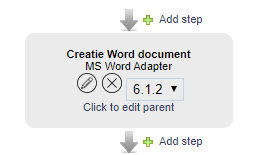 Add step
Creatie Word document
MS Word Adapter
6.1.2
Click to edit parent
Add step